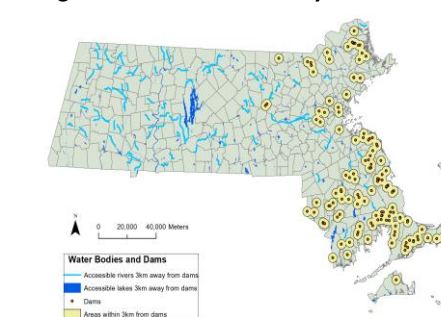 N
0 20,000 40,000 Meters
Water Bodies and Dams
Accessible rivers 3km away from dams
Accessible lakes 3km away from dams
Dams
Areas within 3km from dams